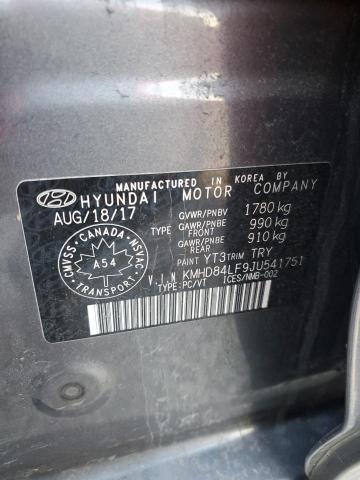 MANUFACTURED IN KOREA BY
HYUNDAI MOTOR COMPANY
AUG/18/17
GVWR/PNBV 1780 kg
TYPE GAWR/PNBE FRONT 990 kg
GAWR/PNBE REAR 910 kg
PAINT YT3 TRIM TRY
V.I.N KMHD84LF9JU541751
TYPE:PC/VT ICES/NMB-002
CANADA
CMVSS NSVAC
A54
TRANSPORT